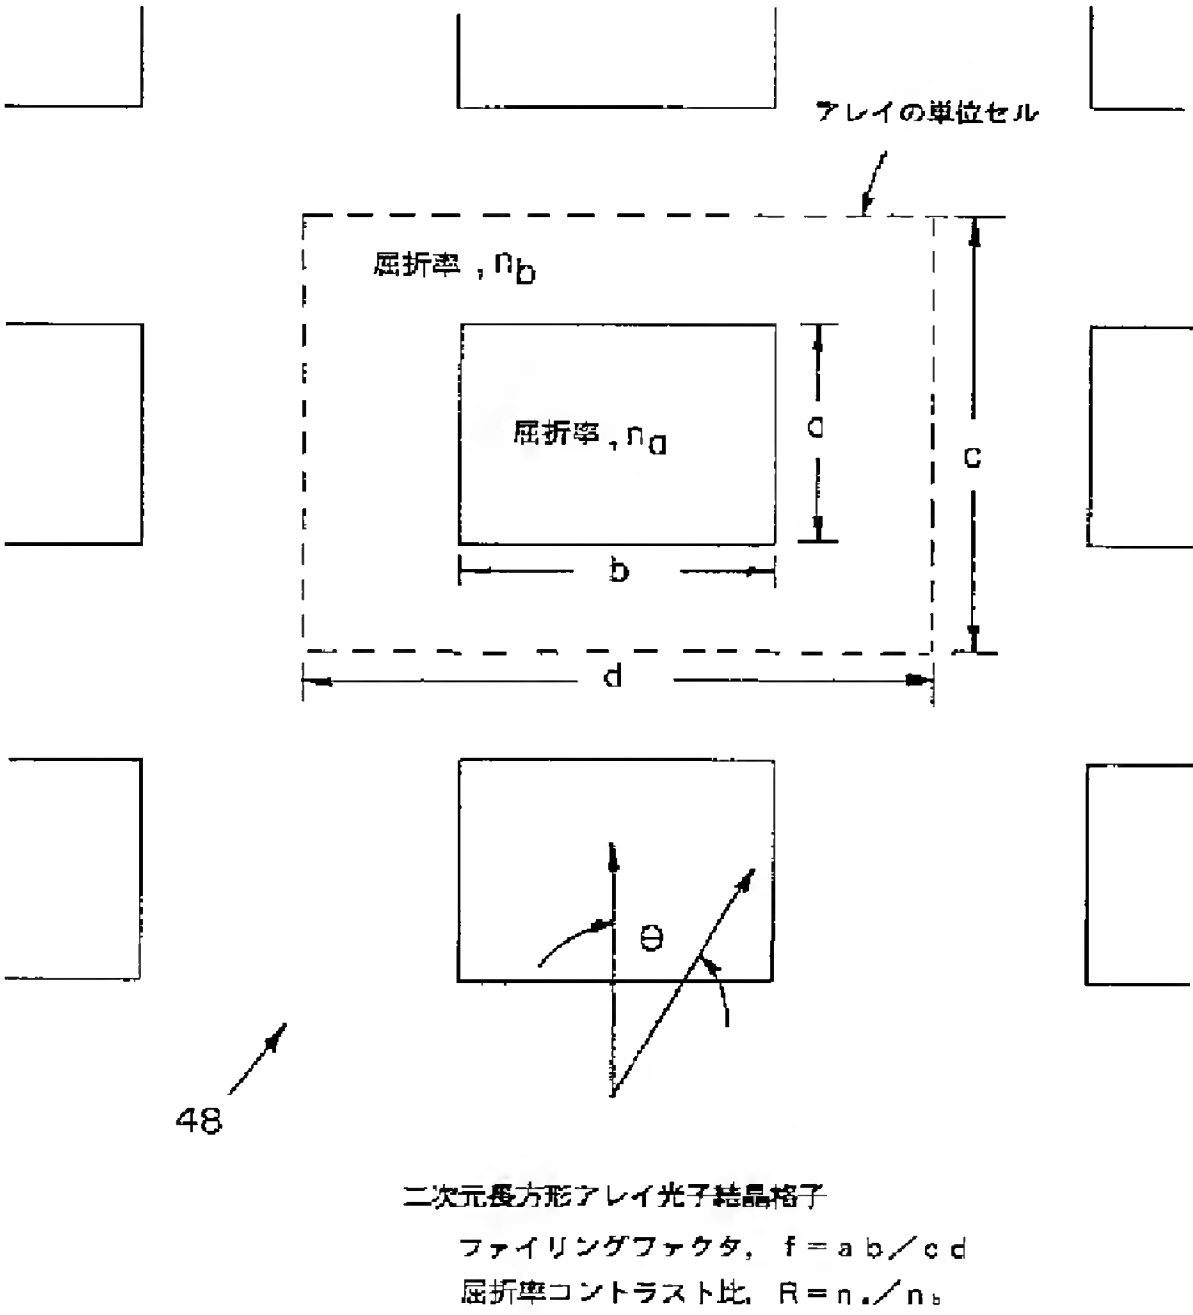 アレイの単位セル
屈折率 , nb
屈折率 , na
a
c
b
d
θ
48
二次元長方形アレイ光子結晶格子
ファイリングファクタ, f=ab/cd
屈折率コントラスト比, R=na/nb